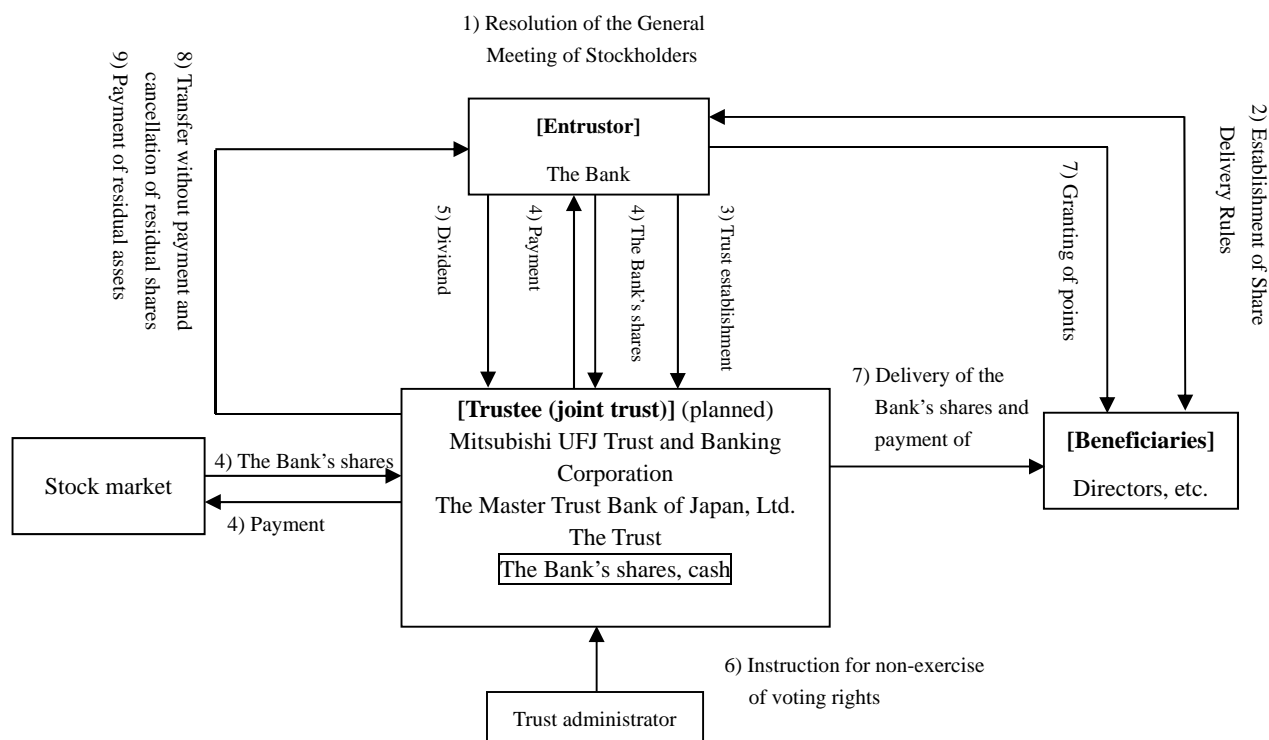 1) Resolution of the General
Meeting of Stockholders
8) Transfer without payment and
cancellation of residual shares
9) Payment of residual assets
[Entrustor]
The Bank
2) Establishment of Share
Delivery Rules
7) Granting of points
5) Dividend
4) Payment
4) The Bank's shares
3) Trust establishment
[Trustee (joint trust)] (planned)
Mitsubishi UFJ Trust and Banking
Corporation
The Master Trust Bank of Japan, Ltd.
The Trust
The Bank's shares, cash
7) Delivery of the
Bank's shares and
payment of
[Beneficiaries]
Directors, etc.
Stock market
4) The Bank's shares
4) Payment
6) Instruction for non-exercise
of voting rights
Trust administrator